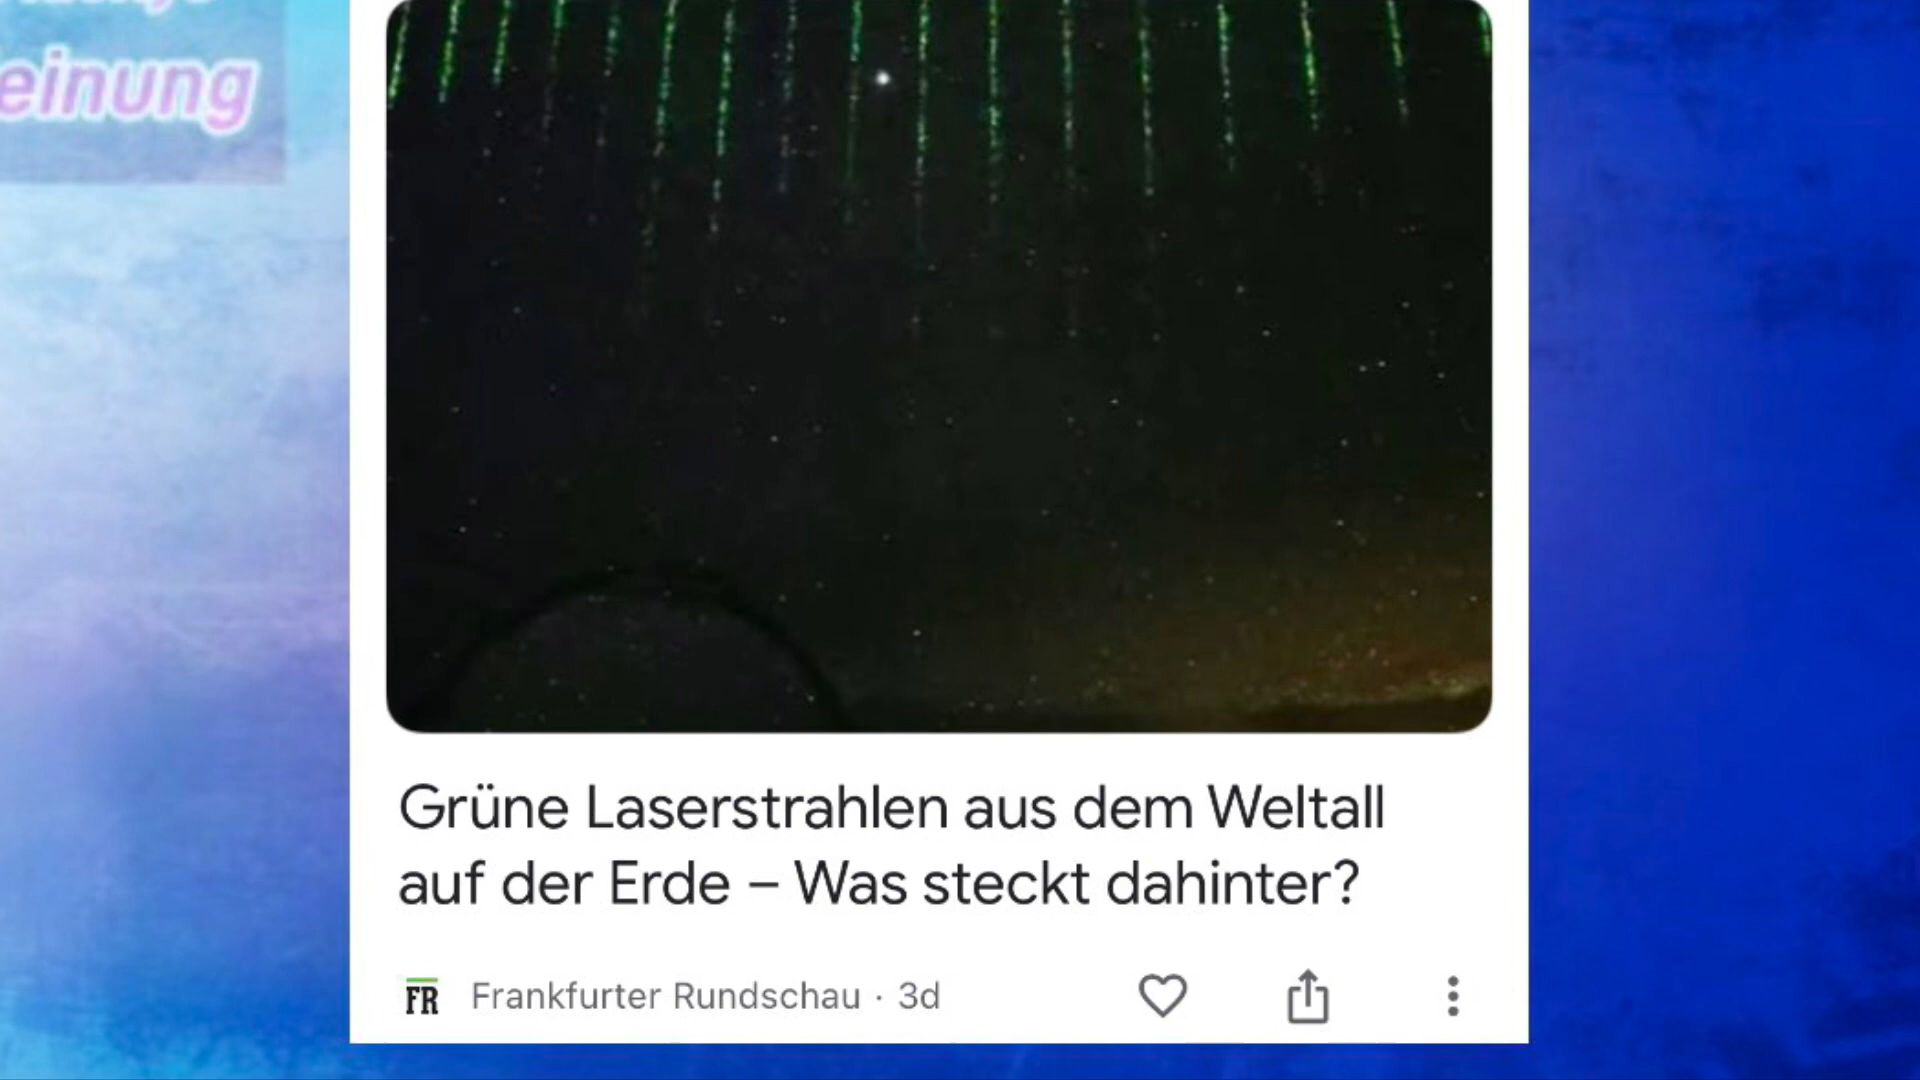 einung
Grüne Laserstrahlen aus dem Weltall
auf der Erde – Was steckt dahinter?
FR Frankfurter Rundschau · 3d